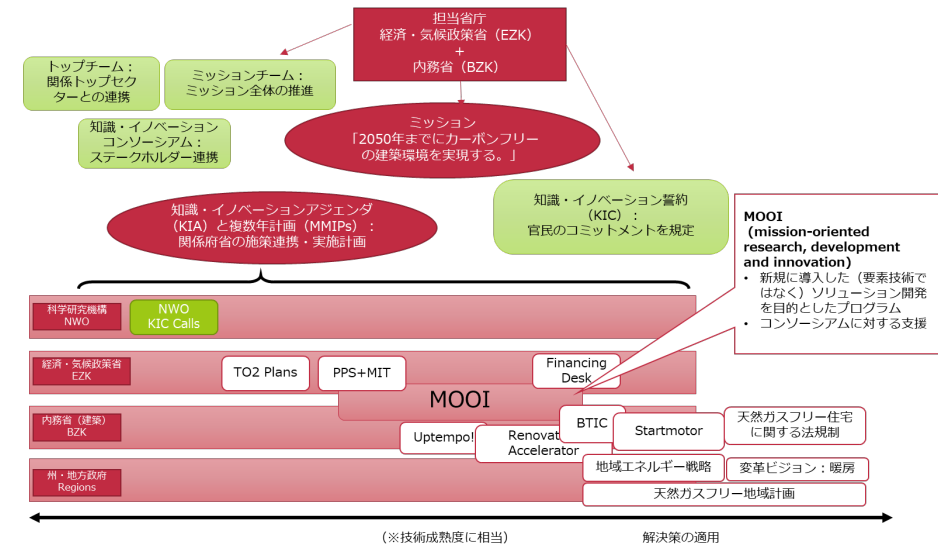 担当省庁
経済・気候政策省（EZK）
+
内務省（BZK）
トップチーム：
関係トップセク
ターとの連携
ミッションチーム：
ミッション全体の推進
知識・イノベーション
コンソーシアム：
ステークホルダー連携
ミッション
「2050年までにカーボンフリー
の建築環境を実現する。」
知識・イノベーション誓約
（KIC）：
官民のコミットメントを規定
知識・イノベーションアジェンダ
（KIA）と複数年計画（MMIPs）：
関係府省の施策連携・実施計画
MOOI
（mission-oriented
research, development
and innovation)
• 新規に導入した（要素技術で
はなく）ソリューション開発
を目的としたプログラム
• コンソーシアムに対する支援
科学研究機構
NWO
NWO
KIC Calls
経済・気候政策省
EZK
TO2 Plans
PPS+MIT
Financing
Desk
MOOI
内務省（建築）
BZK
Uptempo!
Renovat
Accelerator
BTIC
Startmotor
天然ガスフリー住宅
に関する法規制
州・地方政府
Regions
地域エネルギー戦略
変革ビジョン：暖房
天然ガスフリー地域計画
（※技術成熟度に相当）
解決策の適用